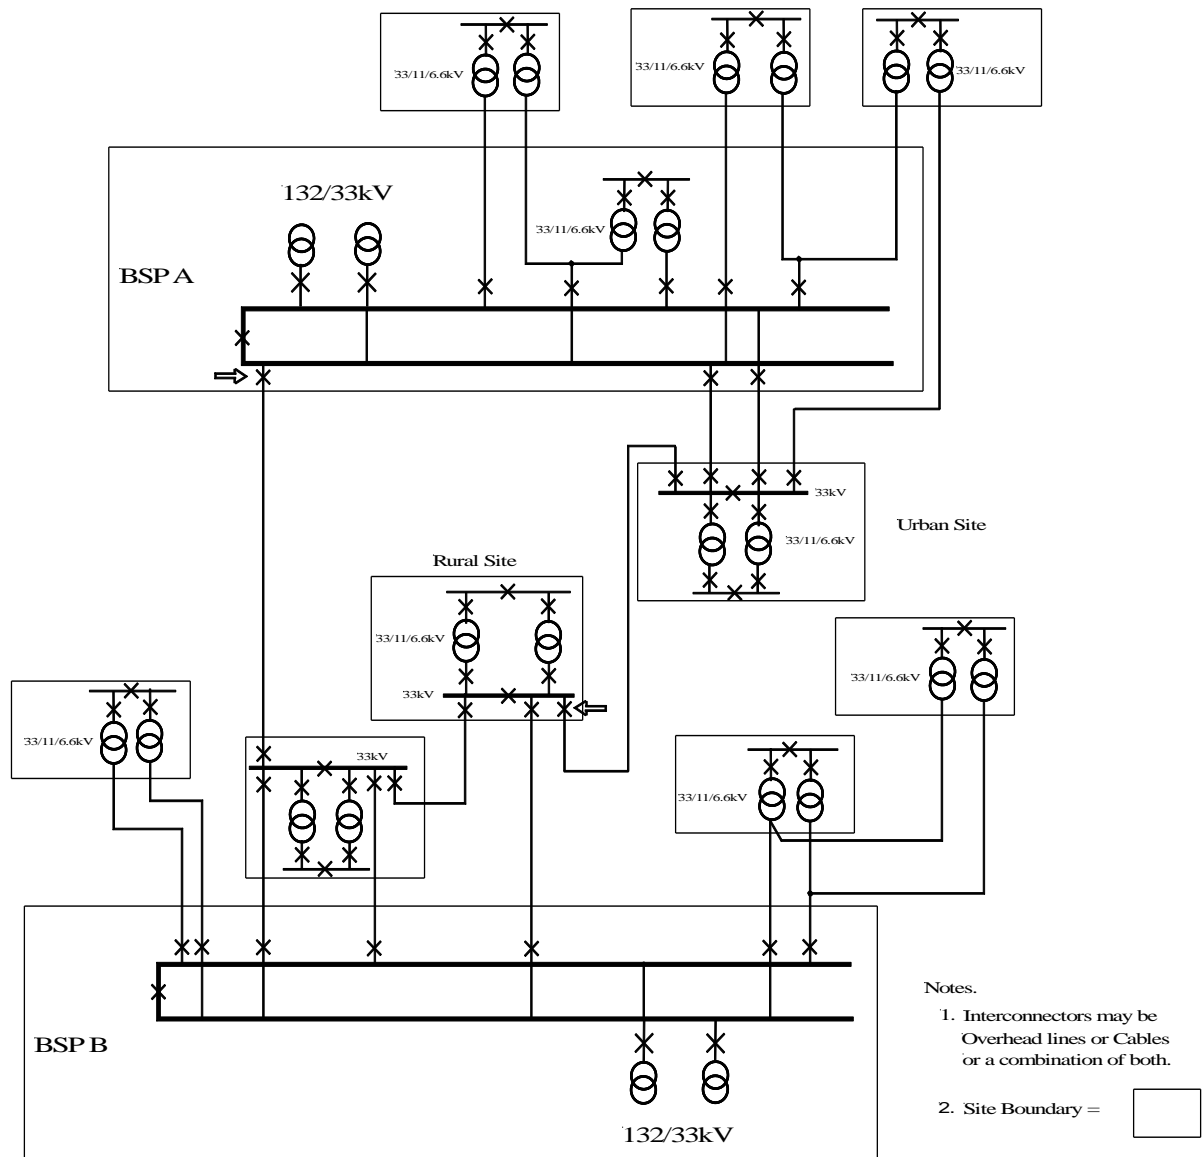 33/11/6.6kV
33/11/6.6kV
33/11/6.6kV
132/33kV
33/11/6.6kV
BSP A
33kV
Urban Site
33/11/6.6kV
Rural Site
33/11/6.6kV
33/11/6.6kV
33kV
33/11/6.6kV
33kV
33/11/6.6kV
Notes.
1. Interconnectors may be
Overhead lines or Cables
or a combination of both.
BSP B
2. Site Boundary =
132/33kV